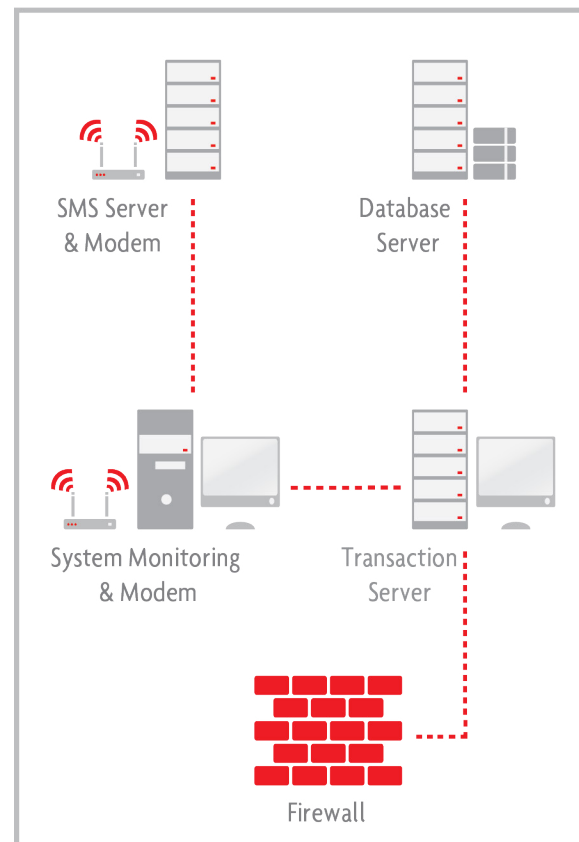 SMS Server
& Modem
Database
Server
System Monitoring
& Modem
Transaction
Server
Firewall